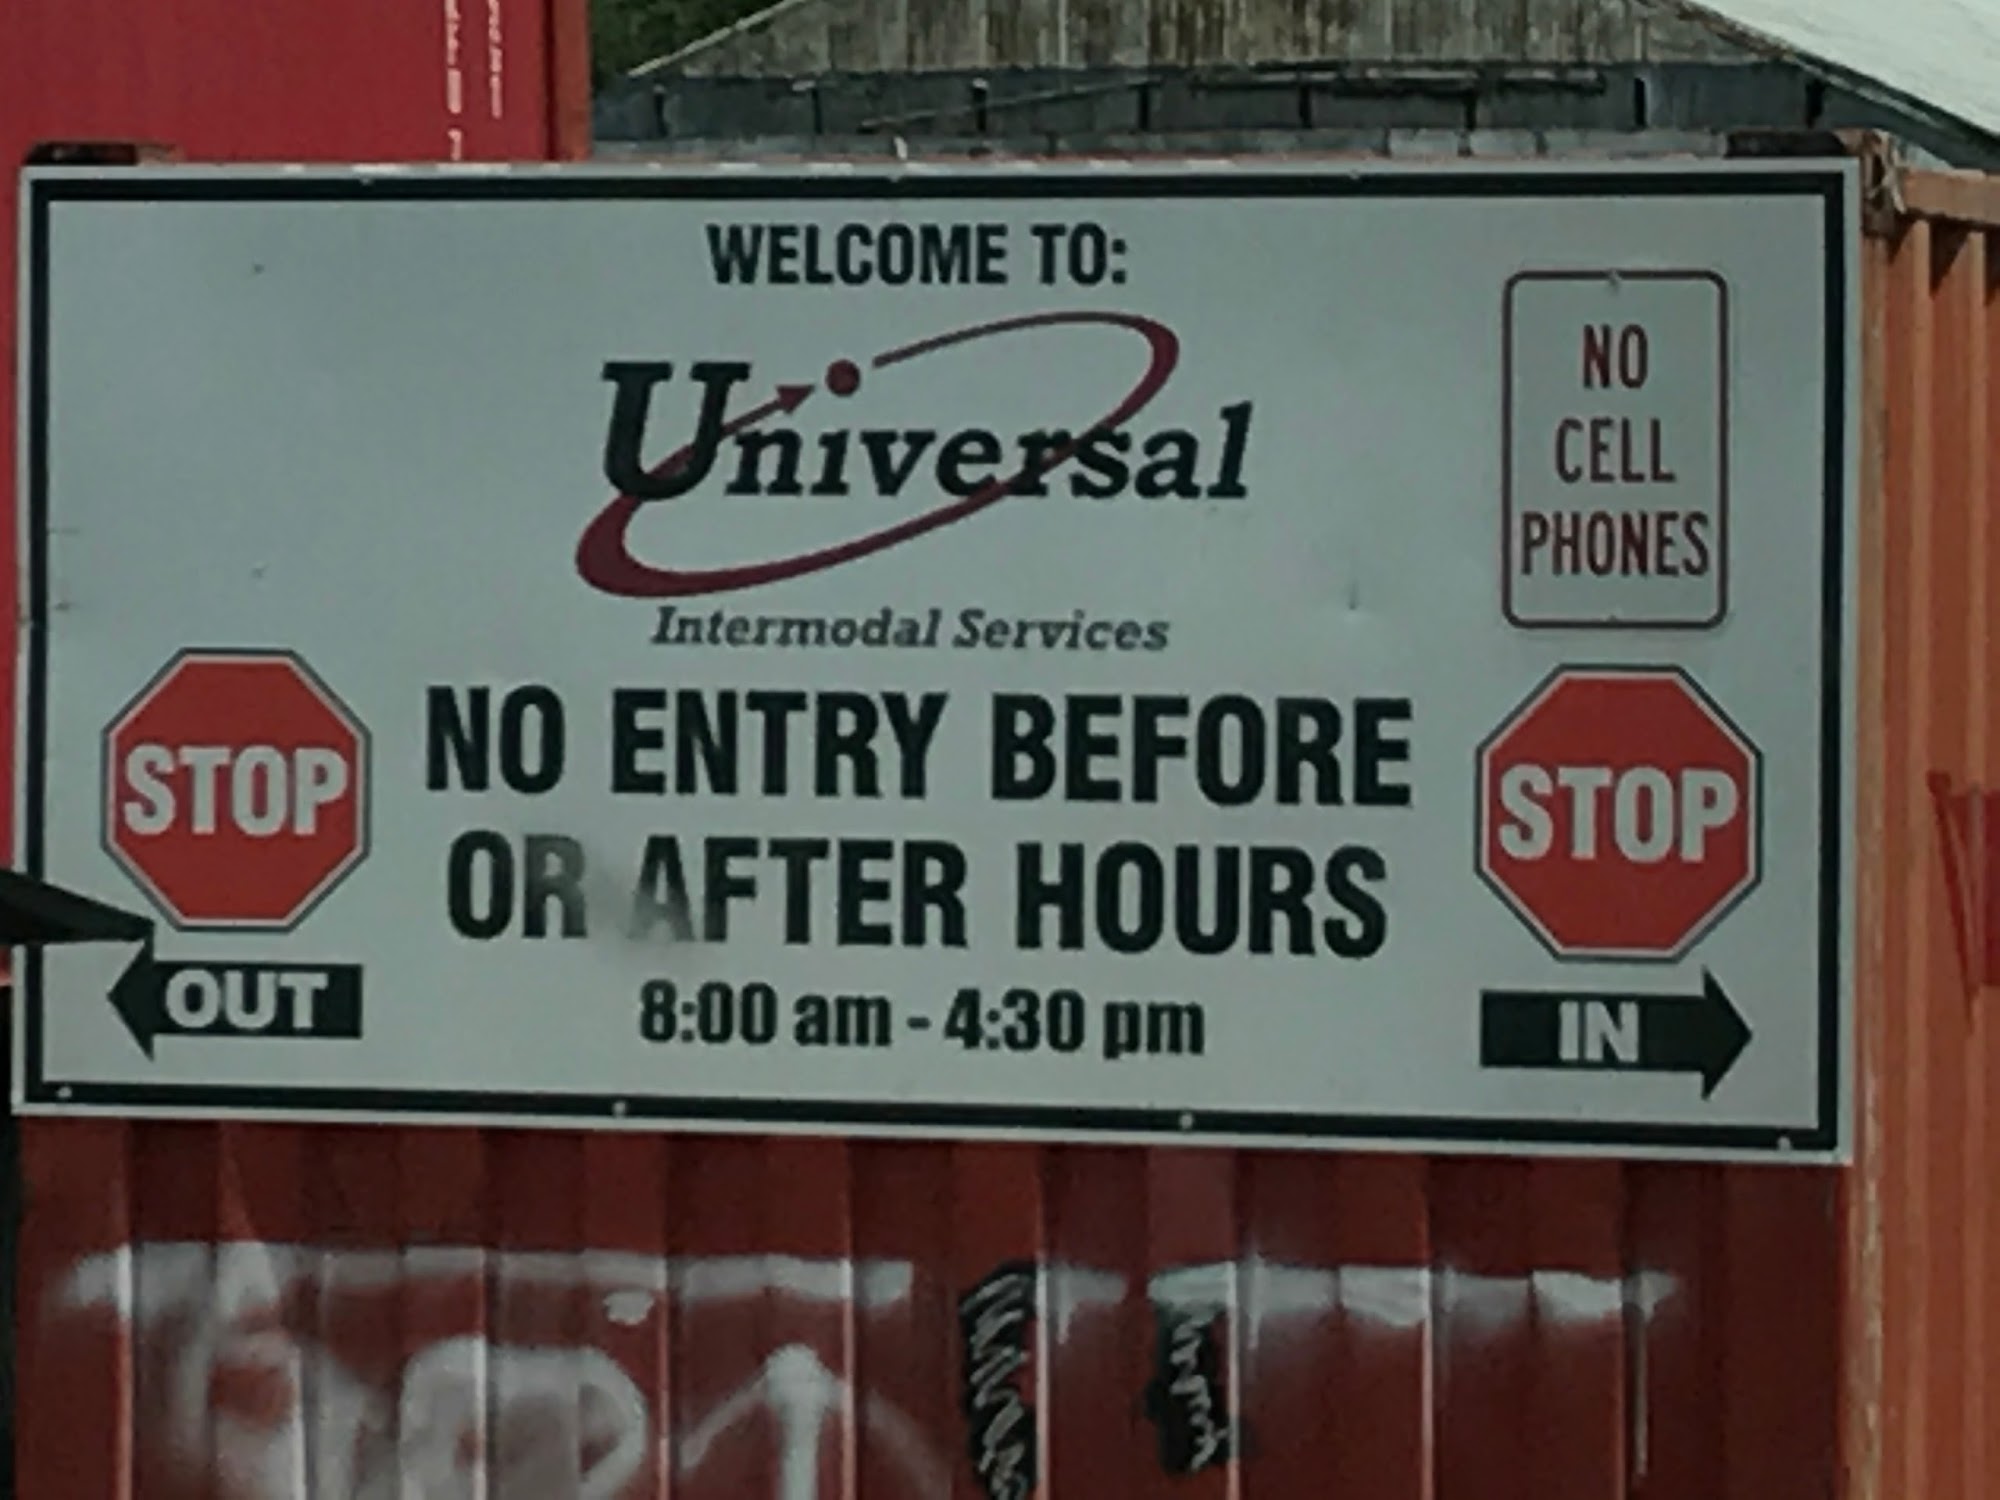 WELCOME TO:
Universal
Intermodal Services
NO
CELL
PHONES
STOP
NO ENTRY BEFORE
OR AFTER HOURS
8:00 am - 4:30 pm
STOP
OUT
IN